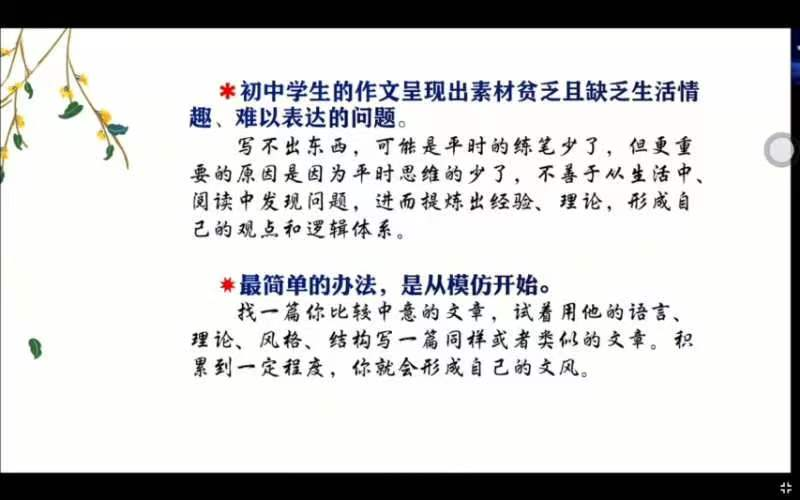 ✱初中学生的作文呈现出素材贫乏且缺乏生活情
趣、难以表达的问题。
写不出东西，可能是平时的练笔少了，但更重
要的原因是因为平时思维的少了，不善于从生活中、
阅读中发现问题，进而提炼出经验、理论，形成自
己的观点和逻辑体系。
✷最简单的办法，是从模仿开始。
找一篇你比较中意的文章，试着用他的语言、
理论、风格、结构写一篇同样或者类似的文章。积
累到一定程度，你就会形成自己的文风。